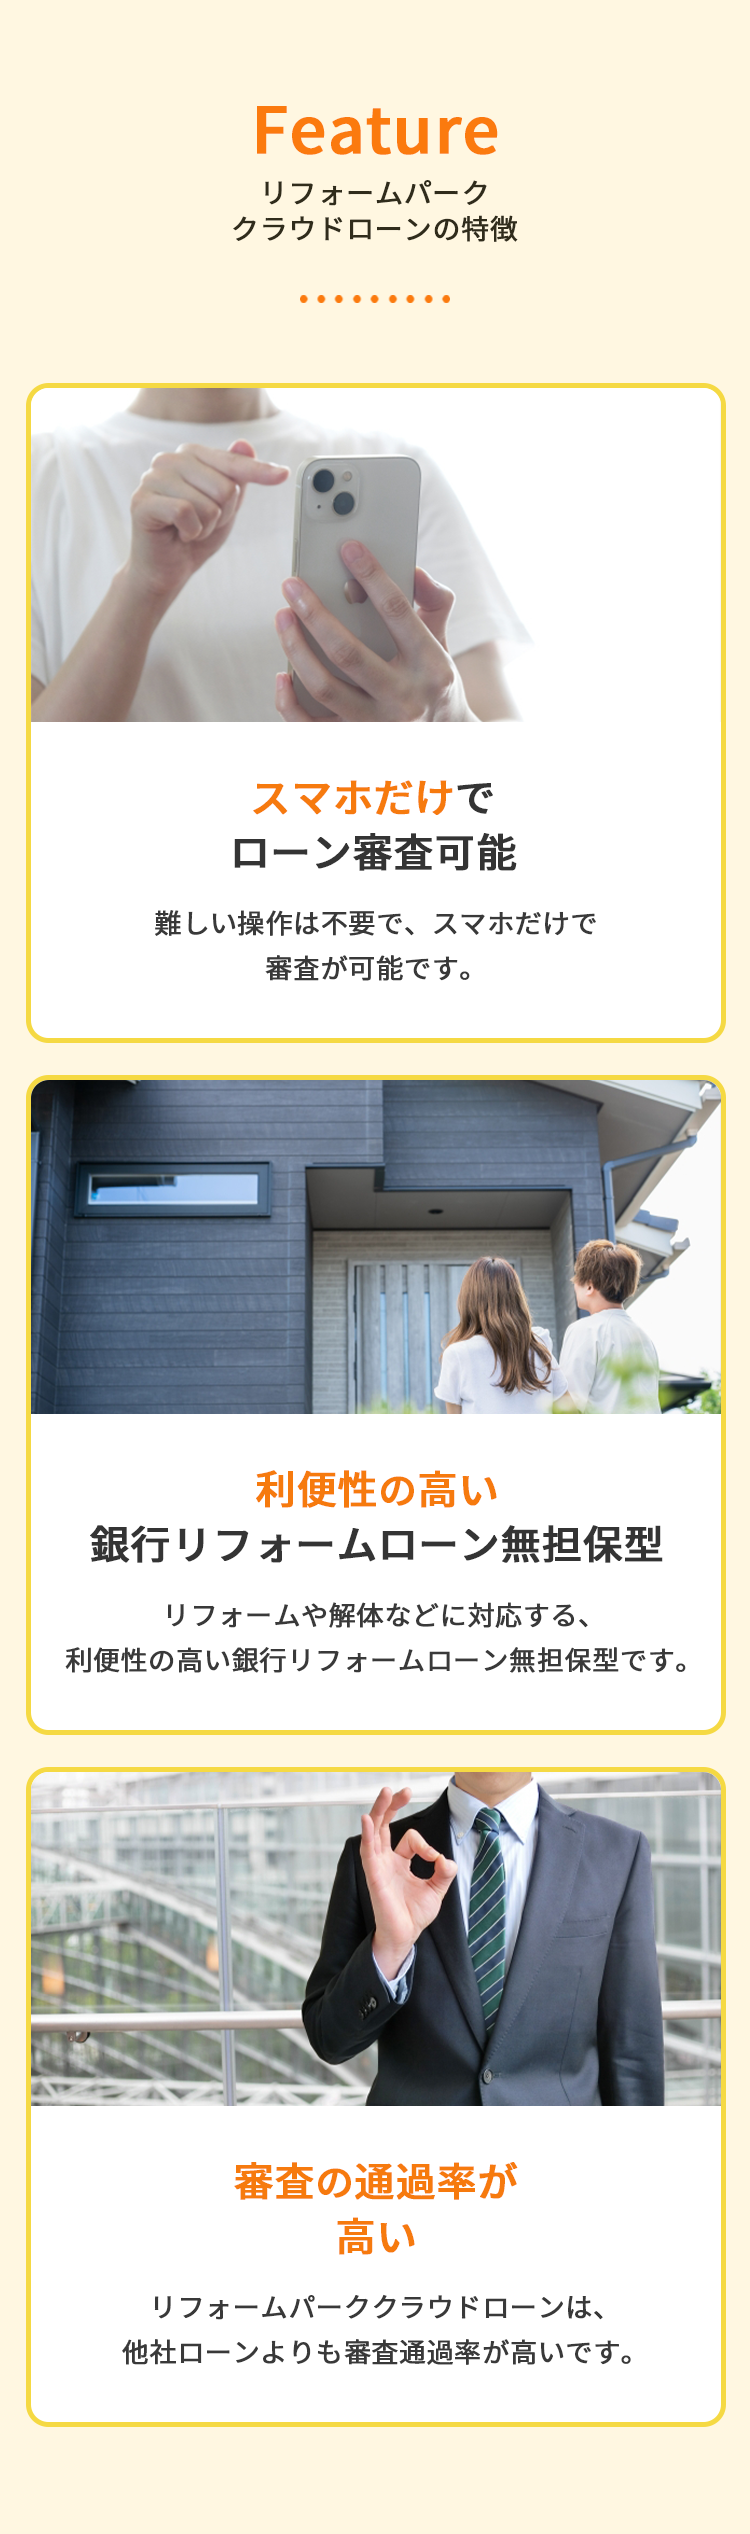 Feature
リフォームパーク
クラウドローンの特徴
スマホだけで
ローン審査可能
難しい操作は不要で、スマホだけで
審査が可能です。
利便性の高い
銀行リフォームローン無担保型
リフォームや解体などに対応する、
利便性の高い銀行リフォームローン無担保型です。
審査の通過率が
高い
リフォームパーククラウドローンは、
他社ローンよりも審査通過率が高いです。